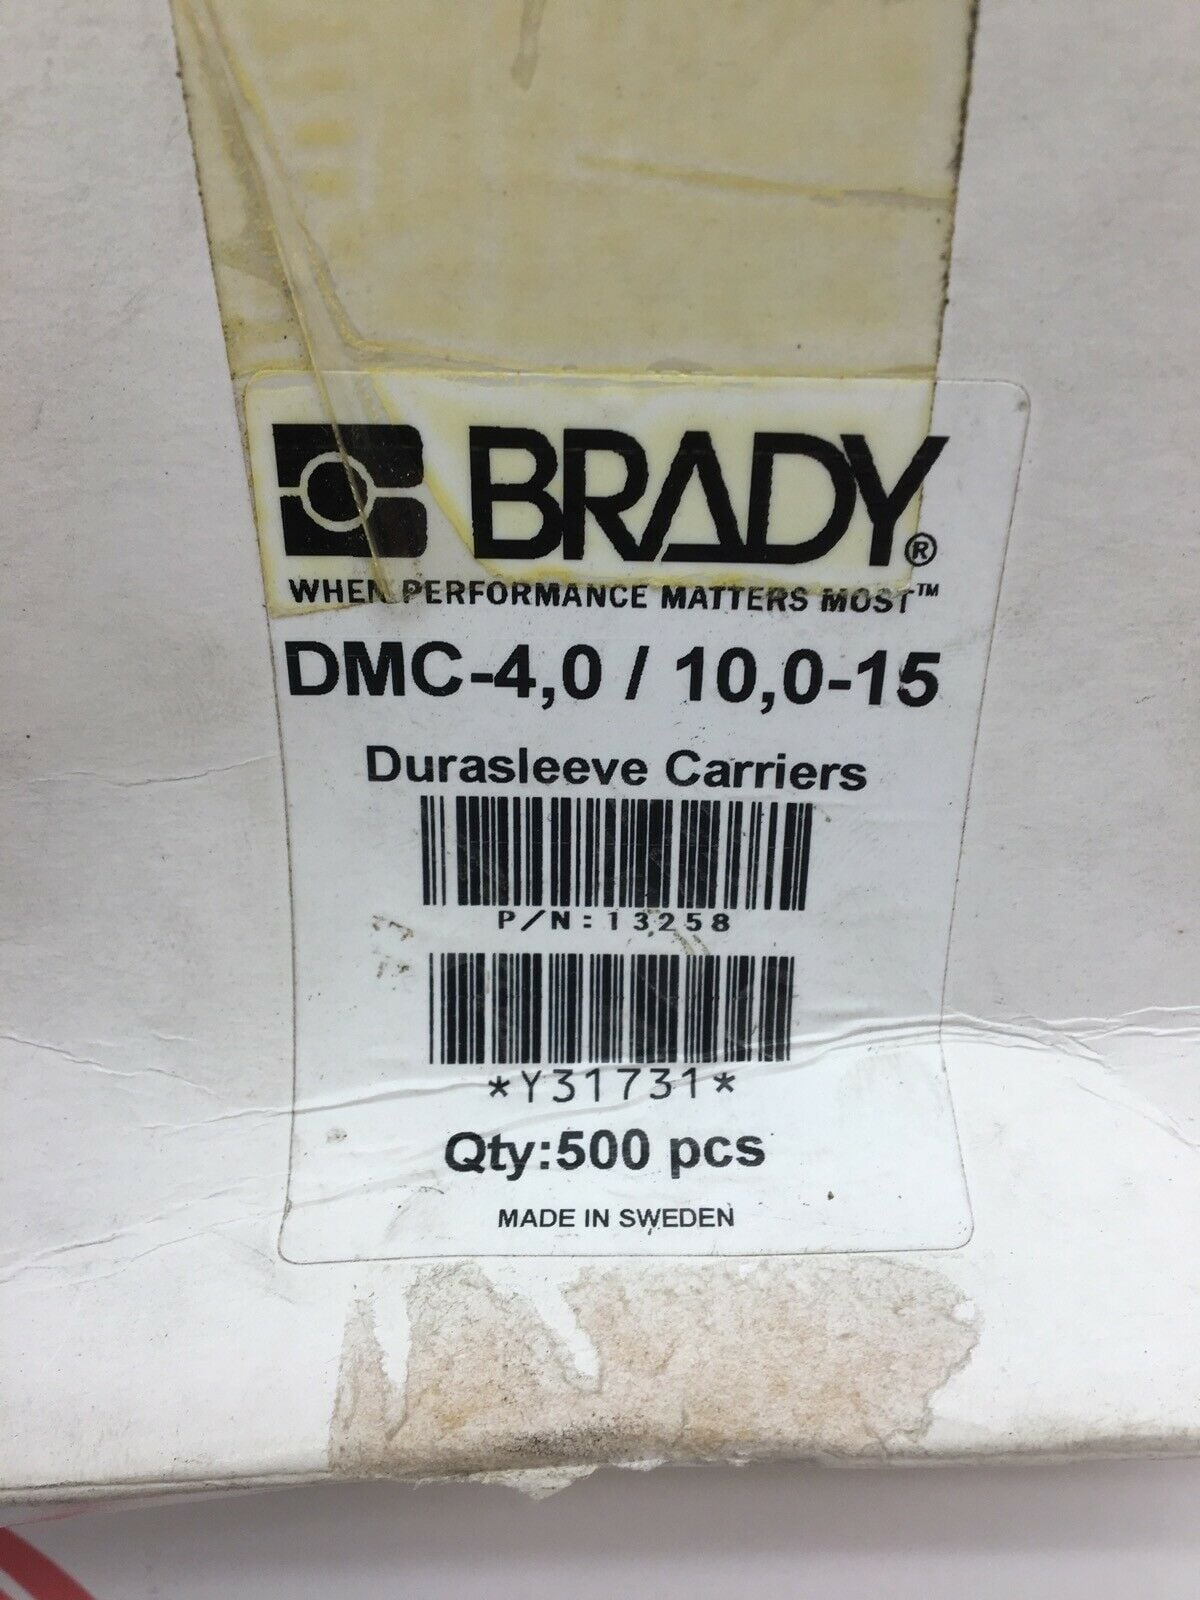 BRADY®
WHEN PERFORMANCE MATTERS MOST™
DMC-4,0 / 10,0-15
Durasleeve Carriers
P/N:13258
*Y31731*
Qty:500 pcs
MADE IN SWEDEN